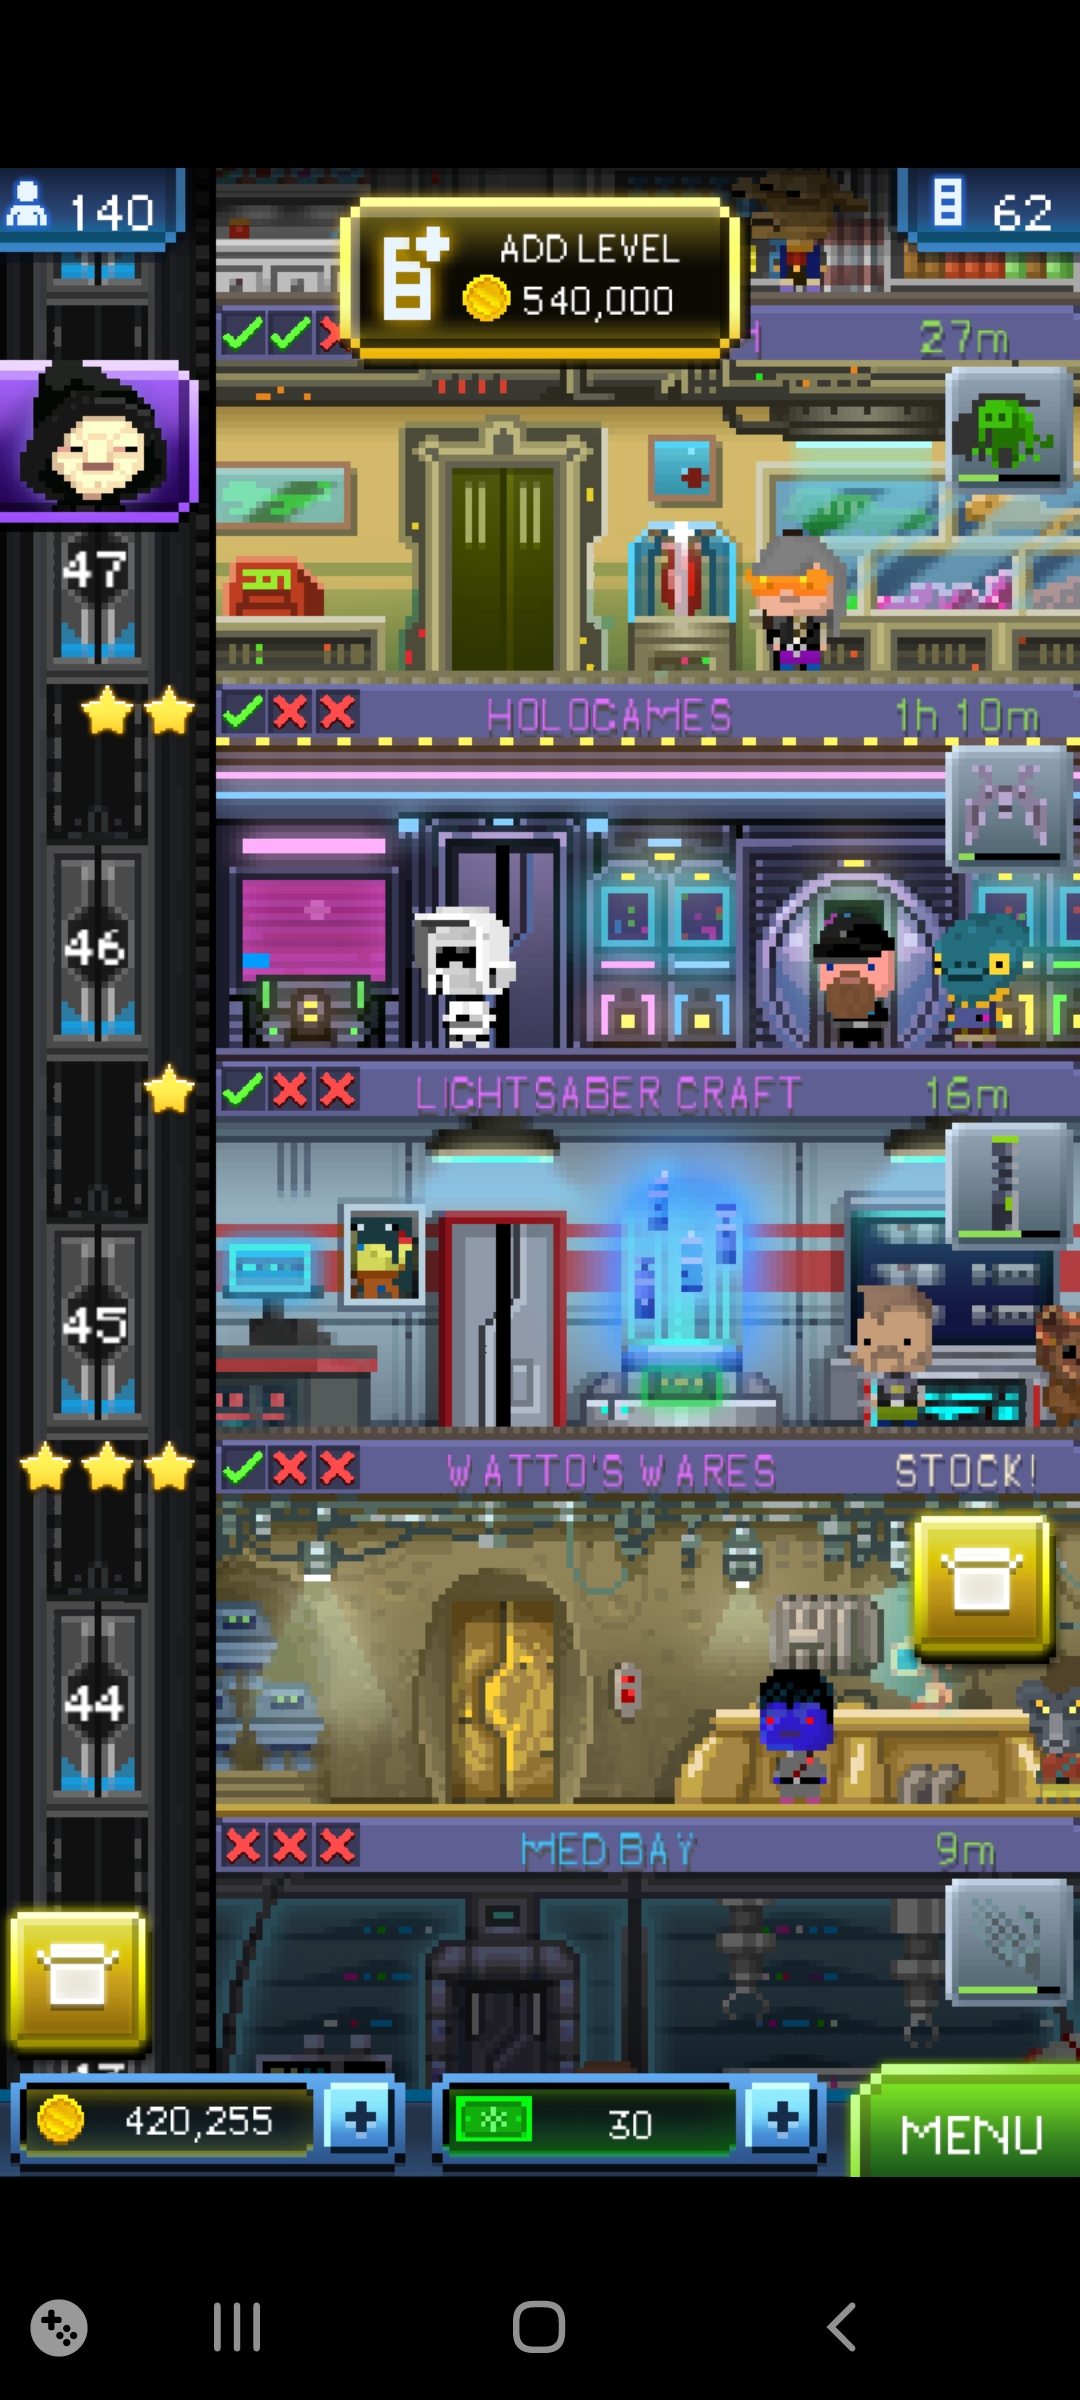 140
ADD LEVEL
540,000
62
27m
47
HOLOGAMES
1h 10m
46
LIGHTSABER CRAFT
16m
45
WATTO'S WARES
STOCK!
44
MED BAY
9m
420,255
30
MENU